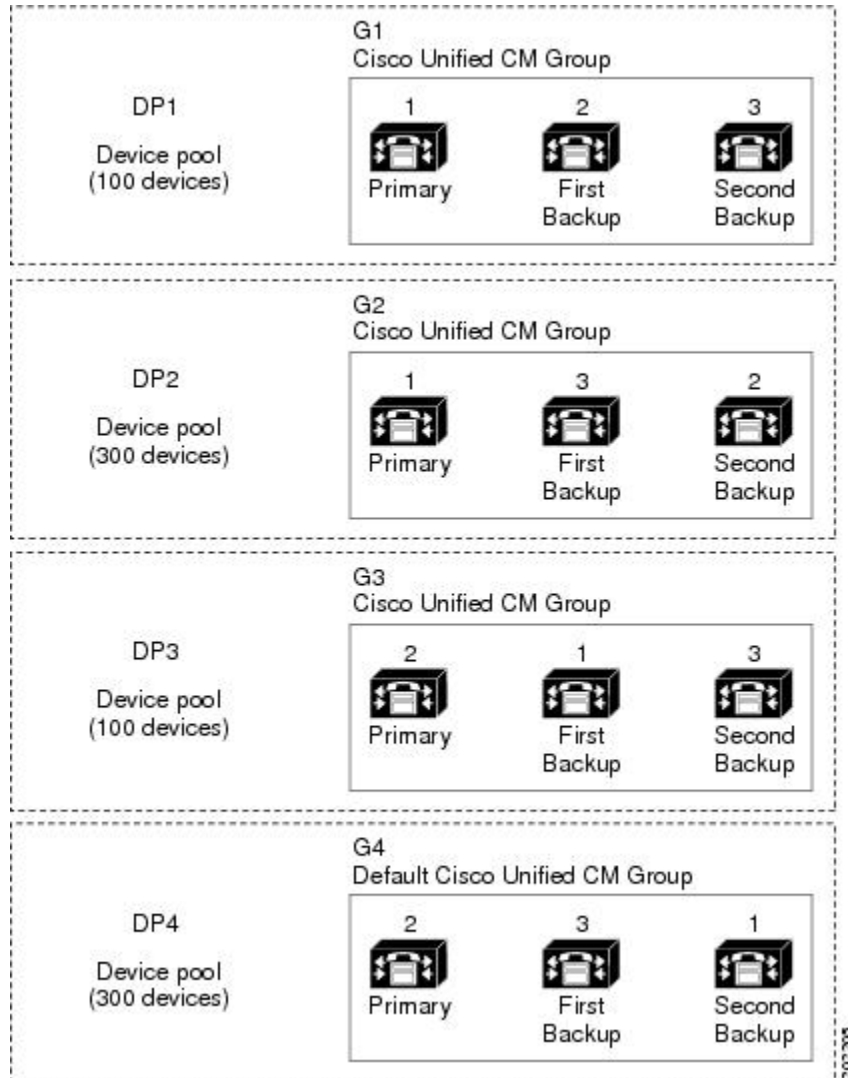 G1
Cisco Unified CM Group
DP1
Device pool
(100 devices)
1 2 3
Primary First Second
Backup Backup
G2
Cisco Unified CM Group
DP2
Device pool
(300 devices)
1 3 2
Primary First Second
Backup Backup
G3
Cisco Unified CM Group
DP3
Device pool
(100 devices)
2 1 3
Primary First Second
Backup Backup
G4
Default Cisco Unified CM Group
DP4
Device pool
(300 devices)
2 3 1
Primary First Second
Backup Backup